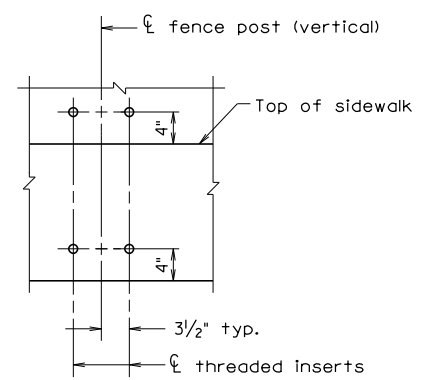 ℄ fence post (vertical)
Top of sidewalk
4"
4"
3½" typ.
℄ threaded inserts